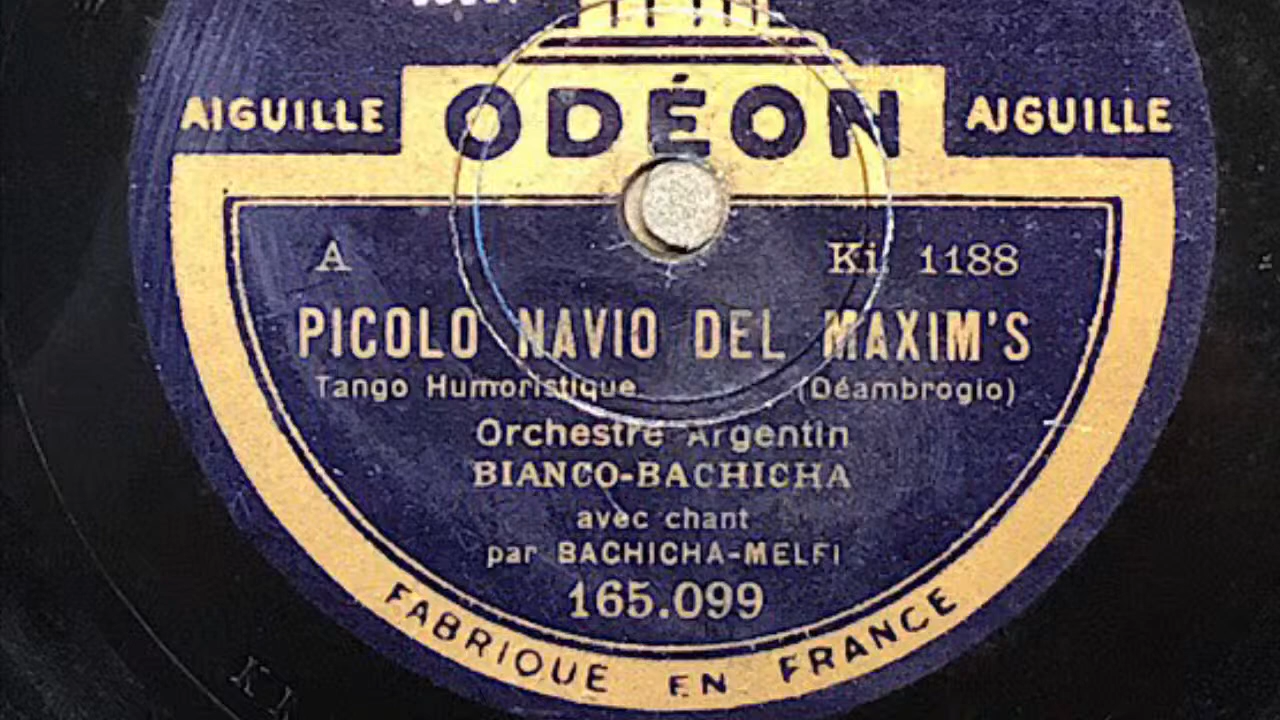 ODÉON
AIGUILLE AIGUILLE
A Ki 1188
PICOLO NAVIO DEL MAXIM'S
Tango Humoristique (Déambrogio)
Orchestre Argentin
BIANCO-BACHICHA
avec chant
par BACHICHA-MELFI
165.099
FABRIQUE EN FRANCE